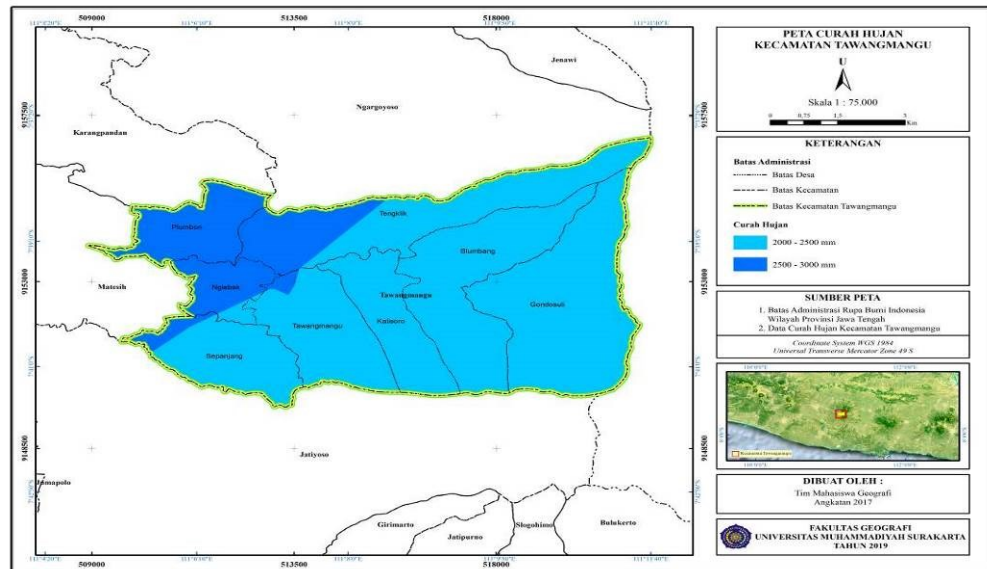 PETA CURAH HUJAN
KECAMATAN TAWANGMANGU
U
Skala 1 : 75.000
0 0,75 1,5 3
Km
KETERANGAN
Batas Administrasi
Batas Desa
Batas Kecamatan
Batas Kecamatan Tawangmangu
Curah Hujan
2000 - 2500 mm
2500 - 3000 mm
SUMBER PETA
1. Batas Administrasi Rupa Bumi Indonesia
Wilayah Provinsi Jawa Tengah
2. Data Curah Hujan Kecamatan Tawangmangu
Coordinate System WGS 1984
Universal Transverse Mercator Zone 49 S
Kecamatan Tawangmangu
DIBUAT OLEH :
Tim Mahasiswa Geografi
Angkatan 2017
FAKULTAS GEOGRAFI
UNIVERSITAS MUHAMMADIYAH SURAKARTA
TAHUN 2019
509000 513500 518000
9157500
9153000
9148500
Jenawi
Ngargoyoso
Karangpandan
Plumbon
Tengklik
Blumbang
Matesih
Nglebak
Tawangmangu
Gondosuli
Tawangmangu
Kalisoro
Sepanjang
Jatiyoso
Jumapolo
Girimarto
Jatipurno
Slogohimo
Bulukerto
509000 513500 518000
9157500
9153000
9148500